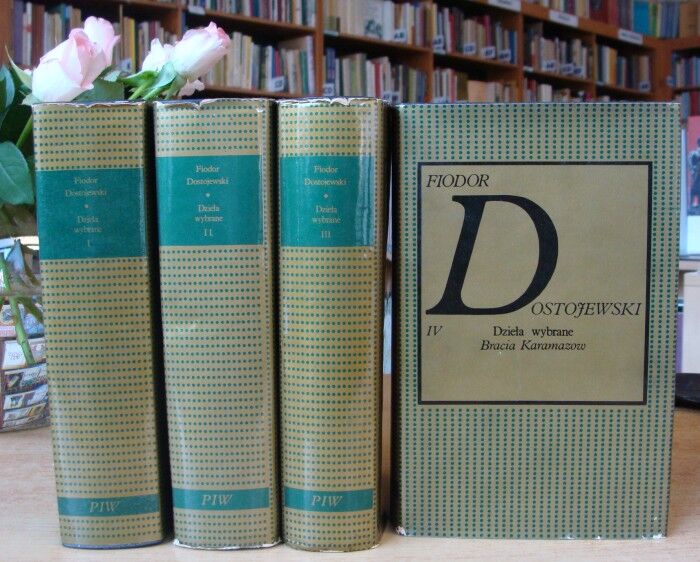 Fiodor
Dostojewski
Dzieła
wybrane
I
PIW
Fiodor
Dostojewski
Dzieła
wybrane
II
PIW
Fiodor
Dostojewski
Dzieła
wybrane
III
PIW
FIODOR
DOSTOJEWSKI
IV Dzieła wybrane
Bracia Karamazow